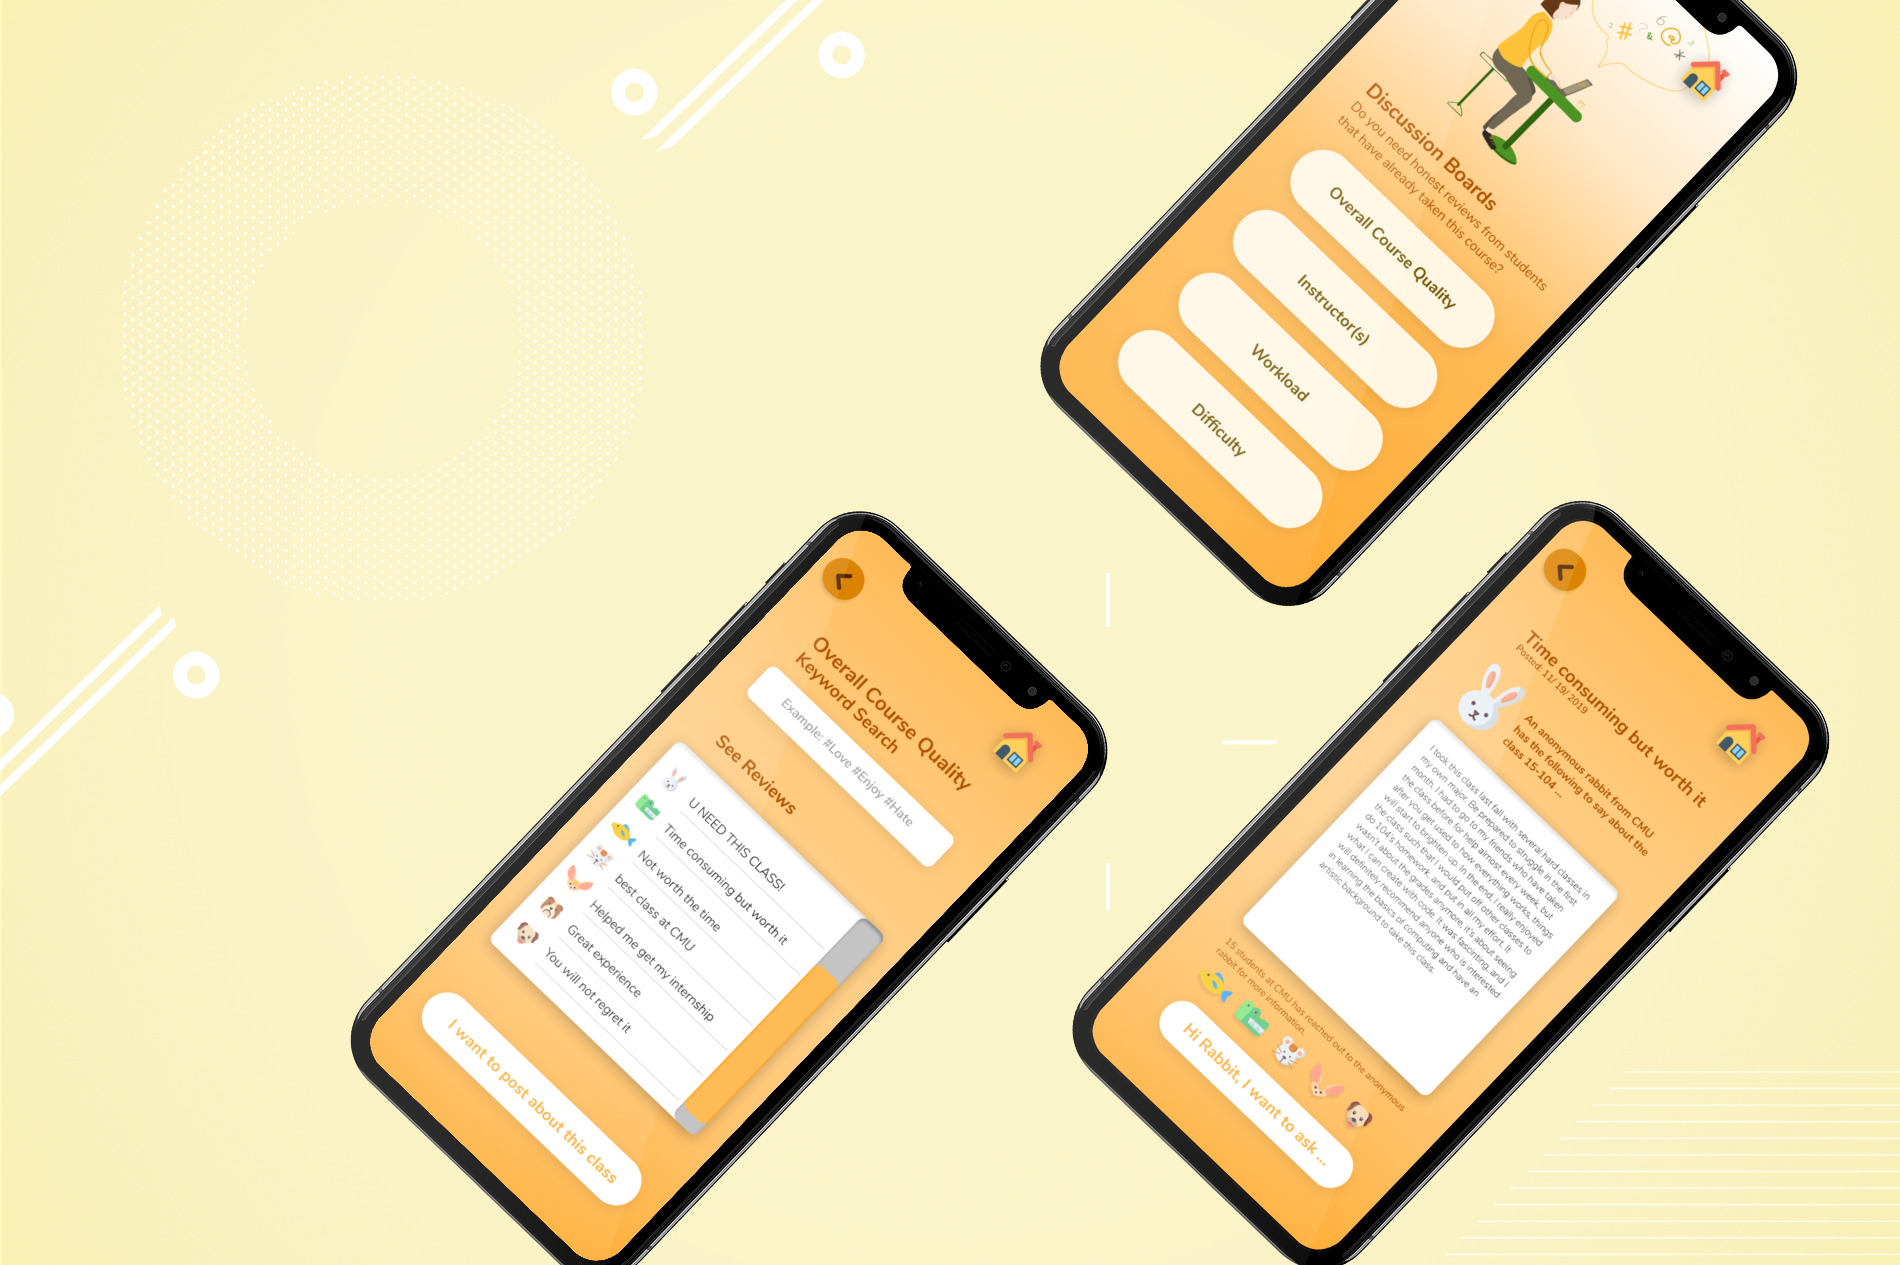 Discussion Boards
Do you need honest reviews from students
that have already taken this course?
Overall Course Quality
Instructor(s)
Workload
Difficulty
Overall Course Quality
Keyword Search
Example: #Love #Enjoy #Hate
See Reviews
U NEED THIS CLASS!
Time consuming but worth it
Not worth the time
best class at CMU
Helped me get my internship
Great experience
You will not regret it
I want to post about this class
Time consuming but worth it
Posted: 11/19/2019
An anonymous rabbit from CMU
has the following to say about the
class 15-104 ...
I took this class last fall with several hard classes in
my own major. Be prepared to struggle in the first
month. I had to go to my friends who have taken
the class before for help almost every week, but
after you get used to how everything works, things
will start to brighten up. In the end, I really enjoyed
the class such that I would put off other classes to
do 104's homework, and put in all my effort. It
wasn't about the grades anymore, it's about seeing
what I can create with code. It was fascinting. and I
will definitely recommend anyone who is interested
in learning the basics of computing and have an
artistic background to take this class.
15 students at CMU has reached out to the anonymous
rabbit for more information.
Hi Rabbit, I want to ask ...